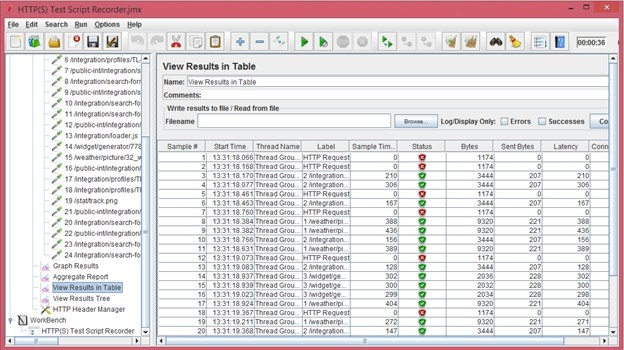 HTTP(S) Test Script Recorder.jmx
File Edit Search Run Options Help
00:00:36
6 /integration/profiles/TL
7 /public-int/integration/s
8 /integration/search-forr
9 /public-int/integration/s
10 /integration/search-fo
11 /integration/search-fo
12 /public-int/integration/
13 /integration/loader.js
14 /widget/generator/778
15 /weather/picture/32_w
16 /public-int/integration/
17 /integration/profiles/TL
18 /integration/profiles/TL
19 /stat/track.png
20 /integration/search-fo
21 /public-int/integration/
22 /public-int/integration/
23 /integration/search-fo
24 /integration/search-fo
Graph Results
Aggregate Report
View Results in Table
View Results Tree
HTTP Header Manager
WorkBench
HTTP(S) Test Script Recorder
View Results in Table
Name: View Results in Table
Comments:
Write results to file / Read from file
Filename Browse... Log/Display Only: Errors Successes Co
Sample # Start Time Thread Name Label Sample Tim... Status Bytes Sent Bytes Latency Conn
1 13:31:18.066 Thread Grou... HTTP Request 0 1174 0 0
2 13:31:18.168 Thread Grou... HTTP Request 0 1174 0 0
3 13:31:18.170 Thread Grou... 2 /integration... 210 3444 207 210
4 13:31:18.077 Thread Grou... 2 /integration... 306 3444 207 306
5 13:31:18.461 Thread Grou... HTTP Request 0 1174 0 0
6 13:31:18.463 Thread Grou... 2 /integration... 167 3444 207 167
7 13:31:18.760 Thread Grou... HTTP Request 0 1174 0 0
8 13:31:18.384 Thread Grou... 1 /weather/pi... 388 9320 221 388
9 13:31:18.382 Thread Grou... 1 /weather/pi... 436 9320 221 436
10 13:31:18.766 Thread Grou... 2 /integration... 156 3444 207 156
11 13:31:18.631 Thread Grou... 1 /weather/pi... 389 9320 221 389
12 13:31:19.073 Thread Grou... HTTP Request 0 1174 0 0
13 13:31:19.083 Thread Grou... 2 /integration... 128 3444 207 128
14 13:31:18.937 Thread Grou... 3 /widget/ge... 302 2036 228 302
15 13:31:18.939 Thread Grou... 3 /widget/ge... 300 2032 228 300
16 13:31:19.023 Thread Grou... 3 /widget/ge... 299 2034 228 298
17 13:31:18.924 Thread Grou... 1 /weather/pi... 404 9320 221 404
18 13:31:19.367 Thread Grou... HTTP Request 0 1174 0 0
19 13:31:19.211 Thread Grou... 1 /weather/pi... 272 9320 221 271
20 13:31:19.368 Thread Grou... 2 /integration... 147 3444 207 147